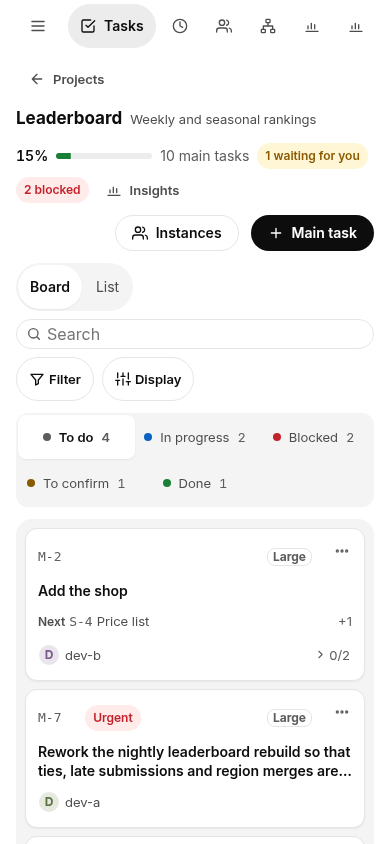 Tasks
Projects
Leaderboard Weekly and seasonal rankings
15% 10 main tasks 1 waiting for you
2 blocked Insights
Instances Main task
Board List
Search
Filter Display
To do 4 In progress 2 Blocked 2
To confirm 1 Done 1
M-2 Large
Add the shop
Next S-4 Price list +1
D dev-b 0/2
M-7 Urgent Large
Rework the nightly leaderboard rebuild so that
ties, late submissions and region merges are...
D dev-a